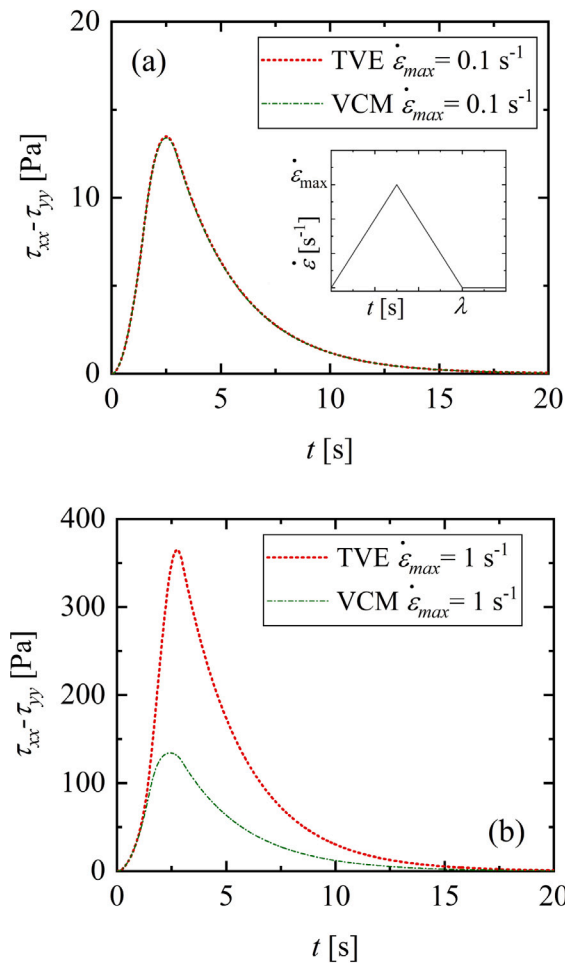 20
(a)
TVE ε̇max= 0.1 s-1
VCM ε̇max= 0.1 s-1
τxx-τyy [Pa]
10
0
ε̇max
ε̇ [s-1]
t [s]
λ
0 5 10 15 20
t [s]
400
TVE ε̇max= 1 s-1
VCM ε̇max= 1 s-1
300
τxx-τyy [Pa]
200
100
(b)
0
0 5 10 15 20
t [s]